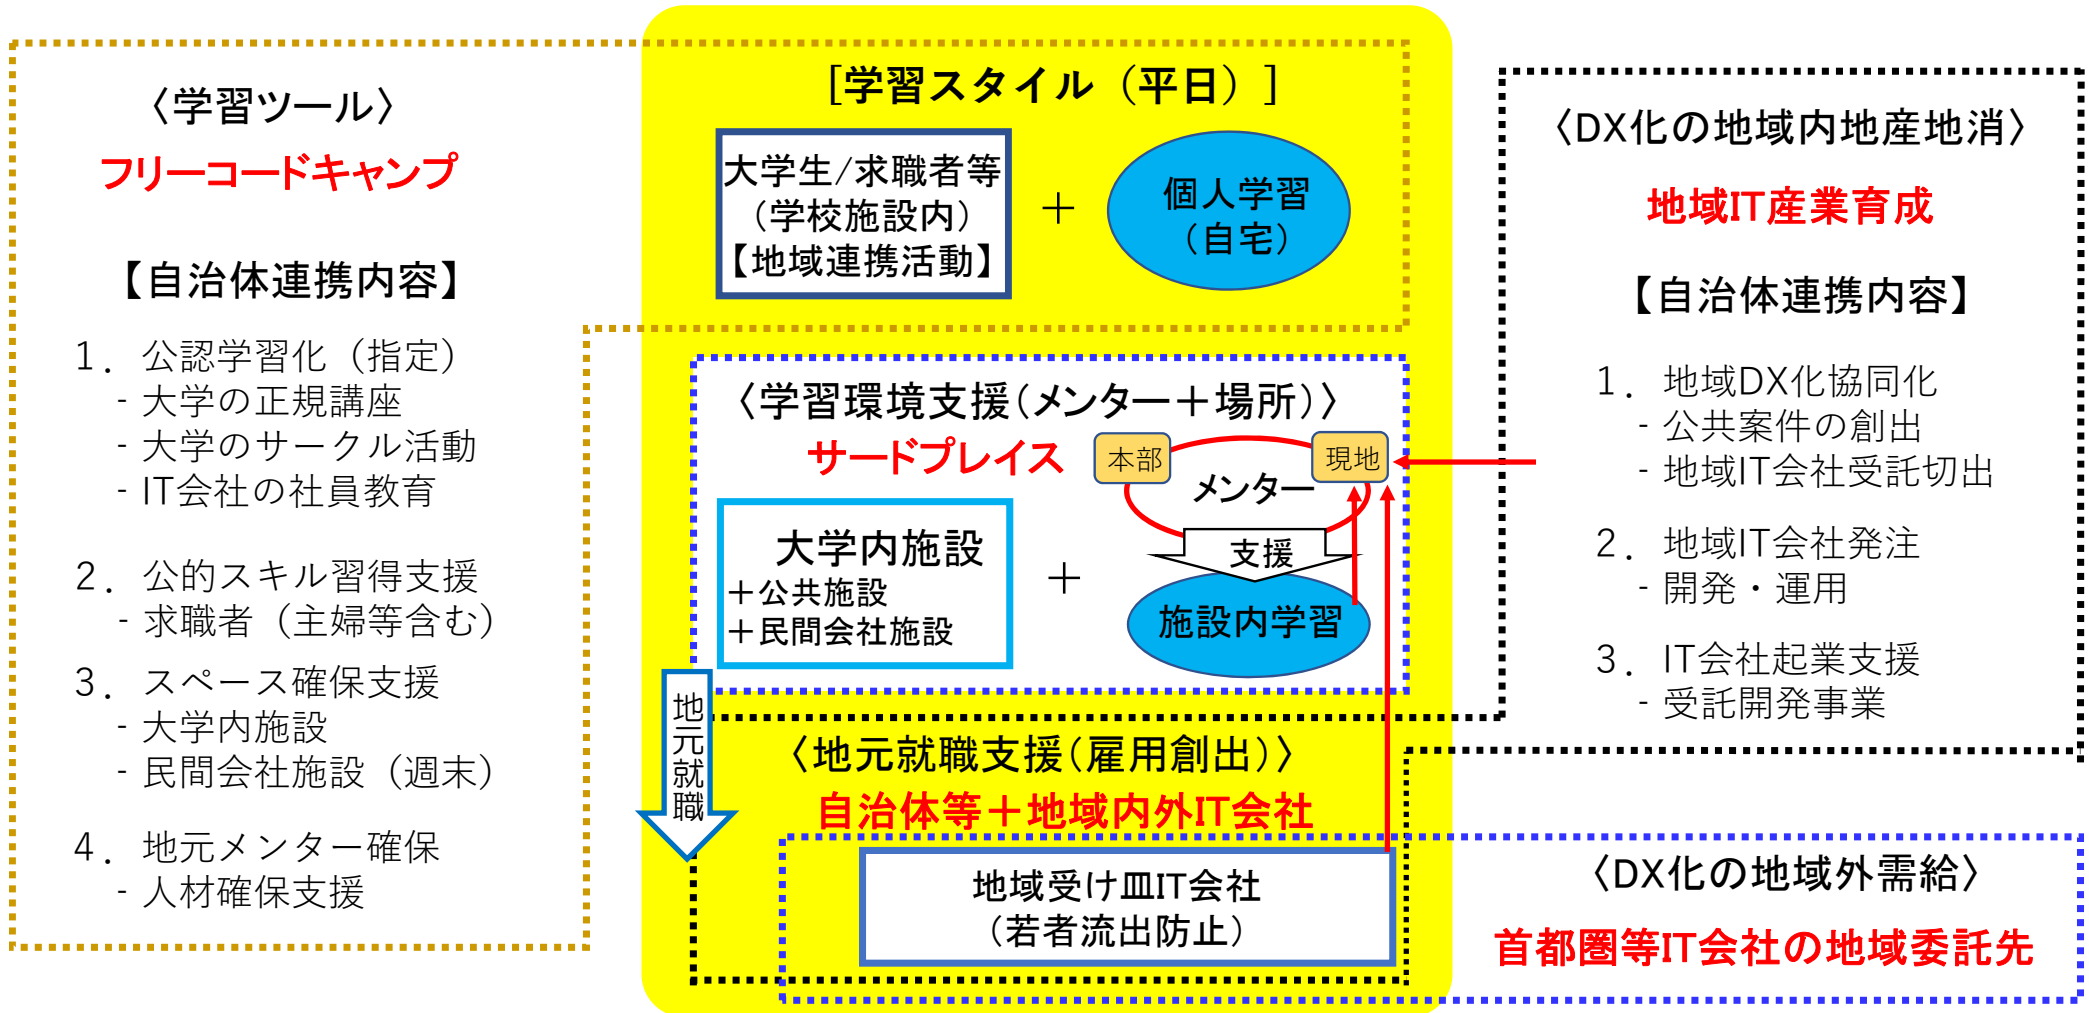 〈学習ツール〉
フリーコードキャンプ
【自治体連携内容】
1．公認学習化（指定）
- 大学の正規講座
- 大学のサークル活動
- IT会社の社員教育
2．公的スキル習得支援
- 求職者（主婦等含む）
3．スペース確保支援
- 大学内施設
- 民間会社施設（週末）
4．地元メンター確保
- 人材確保支援
[学習スタイル（平日）]
大学生/求職者等
（学校施設内）
【地域連携活動】
＋
個人学習
（自宅）
〈学習環境支援（メンター＋場所）〉
サードプレイス
本部
現地
メンター
支援
大学内施設
＋公共施設
＋民間会社施設
＋
施設内学習
地元就職
〈地元就職支援（雇用創出）〉
自治体等＋地域内外IT会社
地域受け皿IT会社
（若者流出防止）
〈DX化の地域内地産地消〉
地域IT産業育成
【自治体連携内容】
1．地域DX化協同化
- 公共案件の創出
- 地域IT会社受託切出
2．地域IT会社発注
- 開発・運用
3．IT会社起業支援
- 受託開発事業
〈DX化の地域外需給〉
首都圏等IT会社の地域委託先